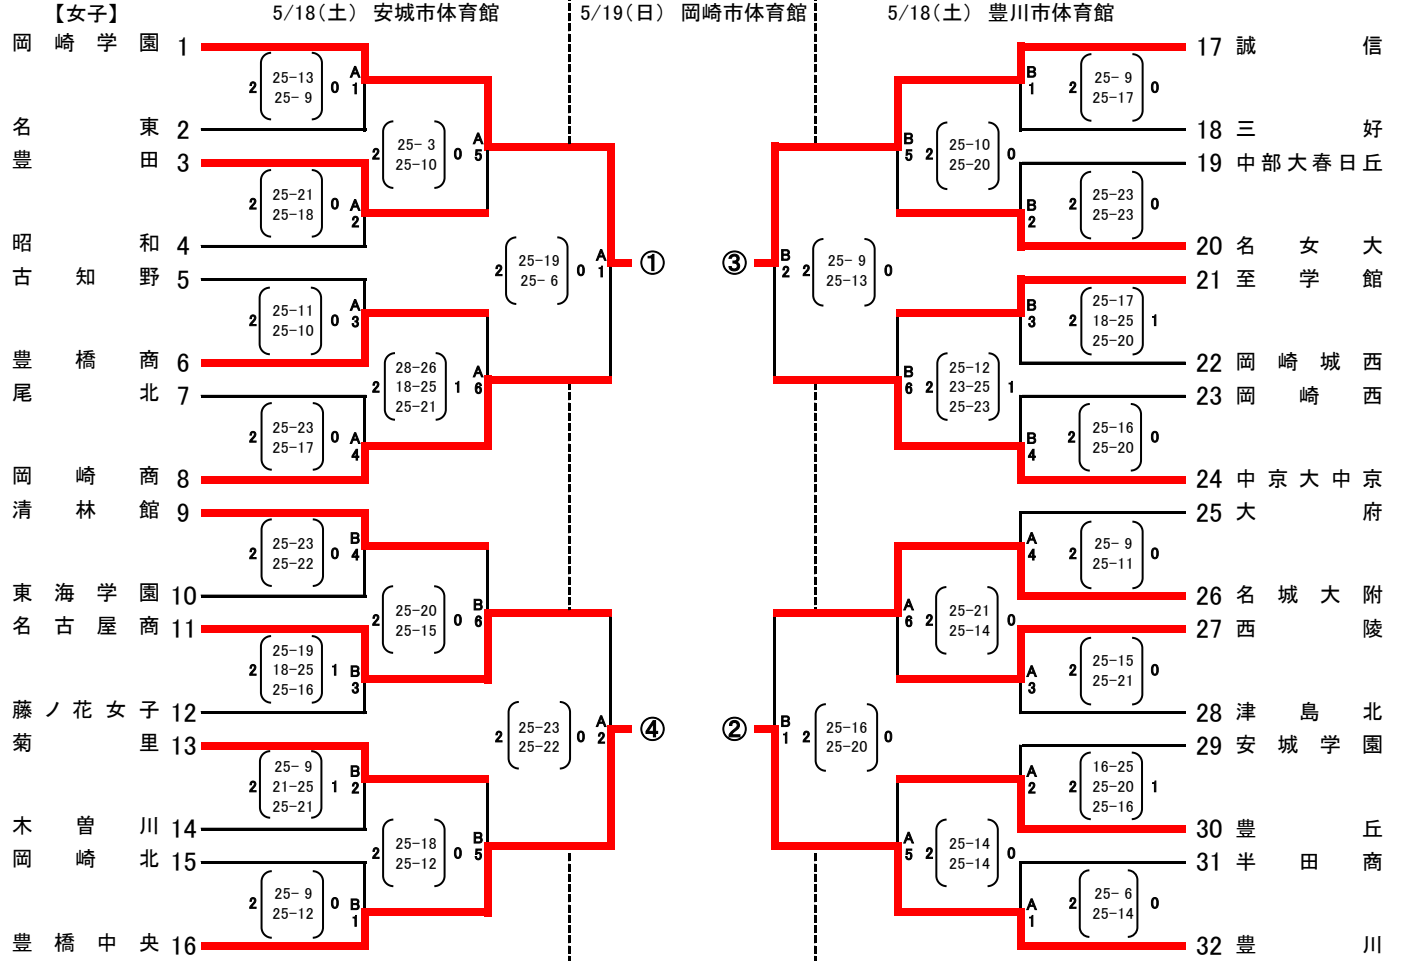 【女子】 5/18(土) 安城市体育館 5/19(日) 岡崎市体育館 5/18(土) 豊川市体育館
岡崎学園 1
2 25-13 0 A1
25- 9
名東 2
豊田 3
2 25-21 0 A2
25-18
昭和 4
古知野 5
2 25-11 0 A3
25-10
豊橋商 6
尾北 7
2 25-23 0 A4
25-17
岡崎商 8
清林館 9
2 25-23 0 B4
25-22
東海学園 10
名古屋商 11
25-19
2 18-25 1 B3
25-16
藤ノ花女子 12
菊里 13
25- 9
2 21-25 1 B2
25-21
木曽川 14
岡崎北 15
2 25- 9 0 B1
25-12
豊橋中央 16
2 25- 3 0 A5
25-10
28-26
2 18-25 1 A6
25-21
2 25-20 0 B6
25-15
2 25-18 0 B5
25-12
2 25-19 0 A1
25- 6
2 25-23 0 A2
25-22
①
④
③
②
B2 2 25- 9 0
25-13
B1 2 25-16 0
25-20
B5 2 25-10 0
25-20
25-12
B6 2 23-25 1
25-23
A6 2 25-21 0
25-14
A5 2 25-14 0
25-14
17 誠信
B1 2 25- 9 0
25-17
18 三好
19 中部大春日丘
B2 2 25-23 0
25-23
20 名女大
21 至学館
25-17
B3 2 18-25 1
25-20
22 岡崎城西
23 岡崎西
B4 2 25-16 0
25-20
24 中京大中京
25 大府
A4 2 25- 9 0
25-11
26 名城大附
27 西陵
A3 2 25-15 0
25-21
28 津島北
29 安城学園
16-25
A2 2 25-20 1
25-16
30 豊丘
31 半田商
A1 2 25- 6 0
25-14
32 豊川